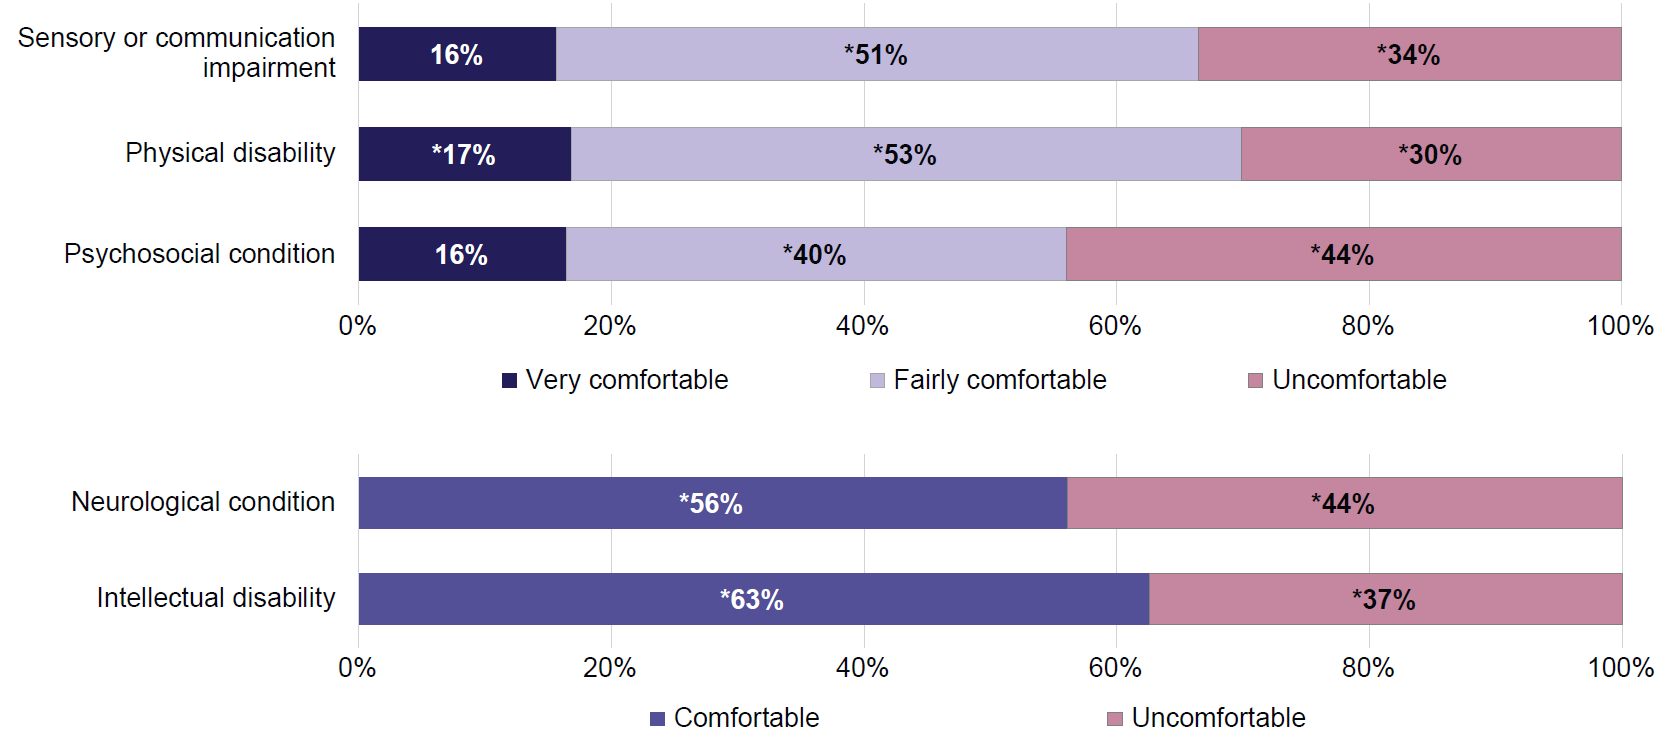 Sensory or communication
impairment
16% *51% *34%
Physical disability *17% *53% *30%
Psychosocial condition 16% *40% *44%
0% 20% 40% 60% 80% 100%
Very comfortable Fairly comfortable Uncomfortable
Neurological condition *56% *44%
Intellectual disability *63% *37%
0% 20% 40% 60% 80% 100%
Comfortable Uncomfortable